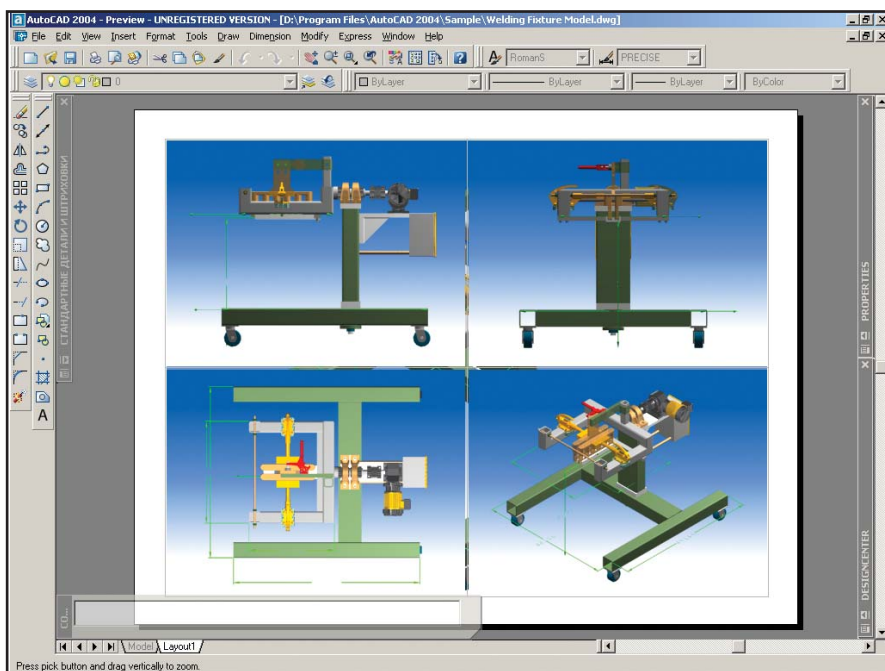 AutoCAD 2004 - Preview - UNREGISTERED VERSION - [D:\Program Files\AutoCAD 2004\Sample\Welding Fixture Model.dwg]
File Edit View Insert Format Tools Draw Dimension Modify Express Window Help
RomanS PRECISE
0 ByLayer ByLayer ByLayer ByColor
СТАНДАРТНЫЕ ДЕТАЛИ И ШТРИХОВКИ
PROPERTIES
DESIGNCENTER
A
CO...
Model Layout1
Press pick button and drag vertically to zoom.